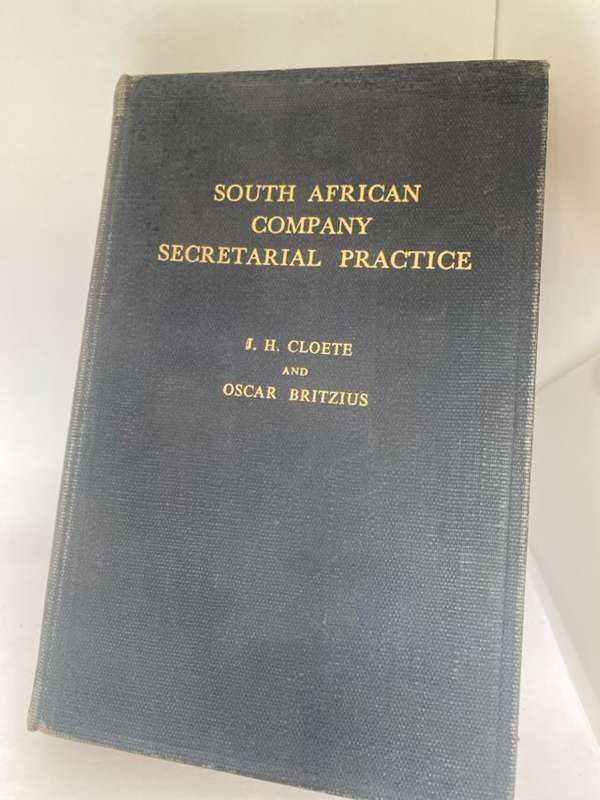 SOUTH AFRICAN
COMPANY
SECRETARIAL PRACTICE
J. H. CLOETE
AND
OSCAR BRITZIUS